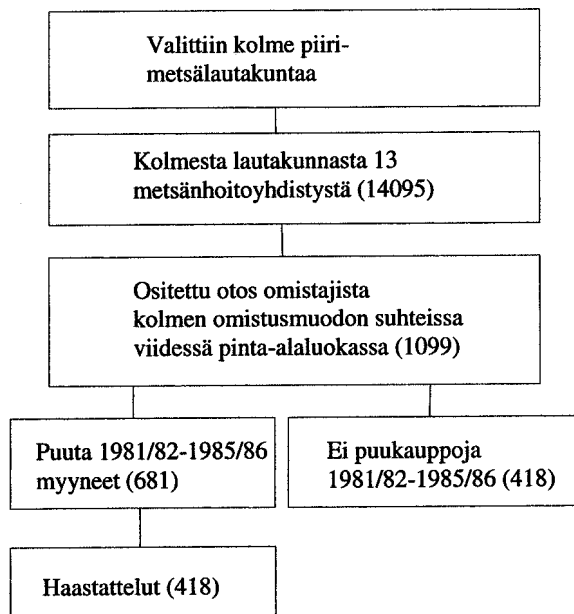 Valittiin kolme piiri-
metsälautakuntaa
Kolmesta lautakunnasta 13
metsänhoitoyhdistystä (14095)
Ositettu otos omistajista
kolmen omistusmuodon suhteissa
viidessä pinta-alaluokassa (1099)
Puuta 1981/82-1985/86
myyneet (681)
Ei puukauppoja
1981/82-1985/86 (418)
Haastattelut (418)